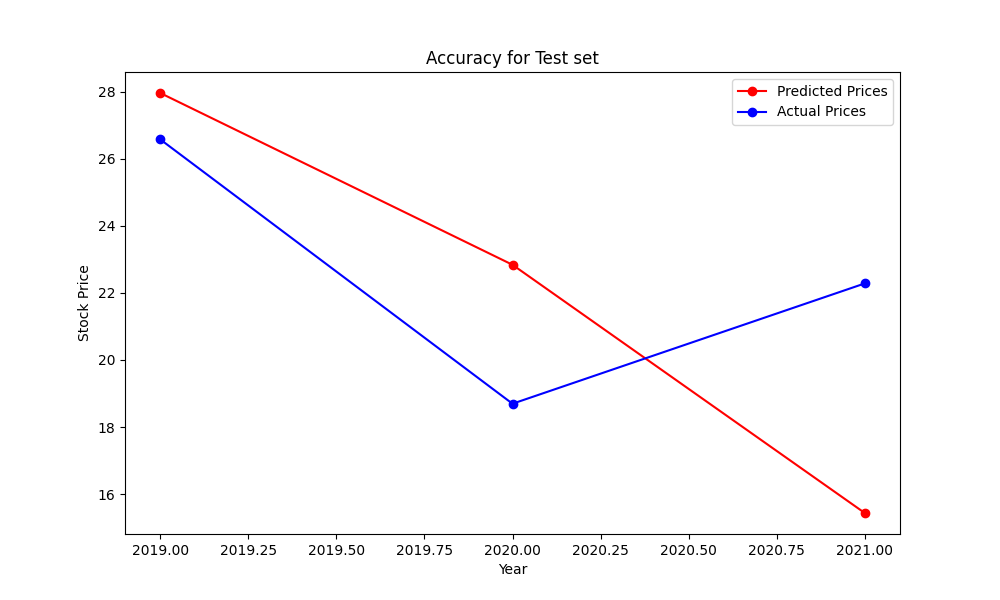 Accuracy for Test set
Predicted Prices
Actual Prices
Stock Price
28
26
24
22
20
18
16
2019.00 2019.25 2019.50 2019.75 2020.00 2020.25 2020.50 2020.75 2021.00
Year